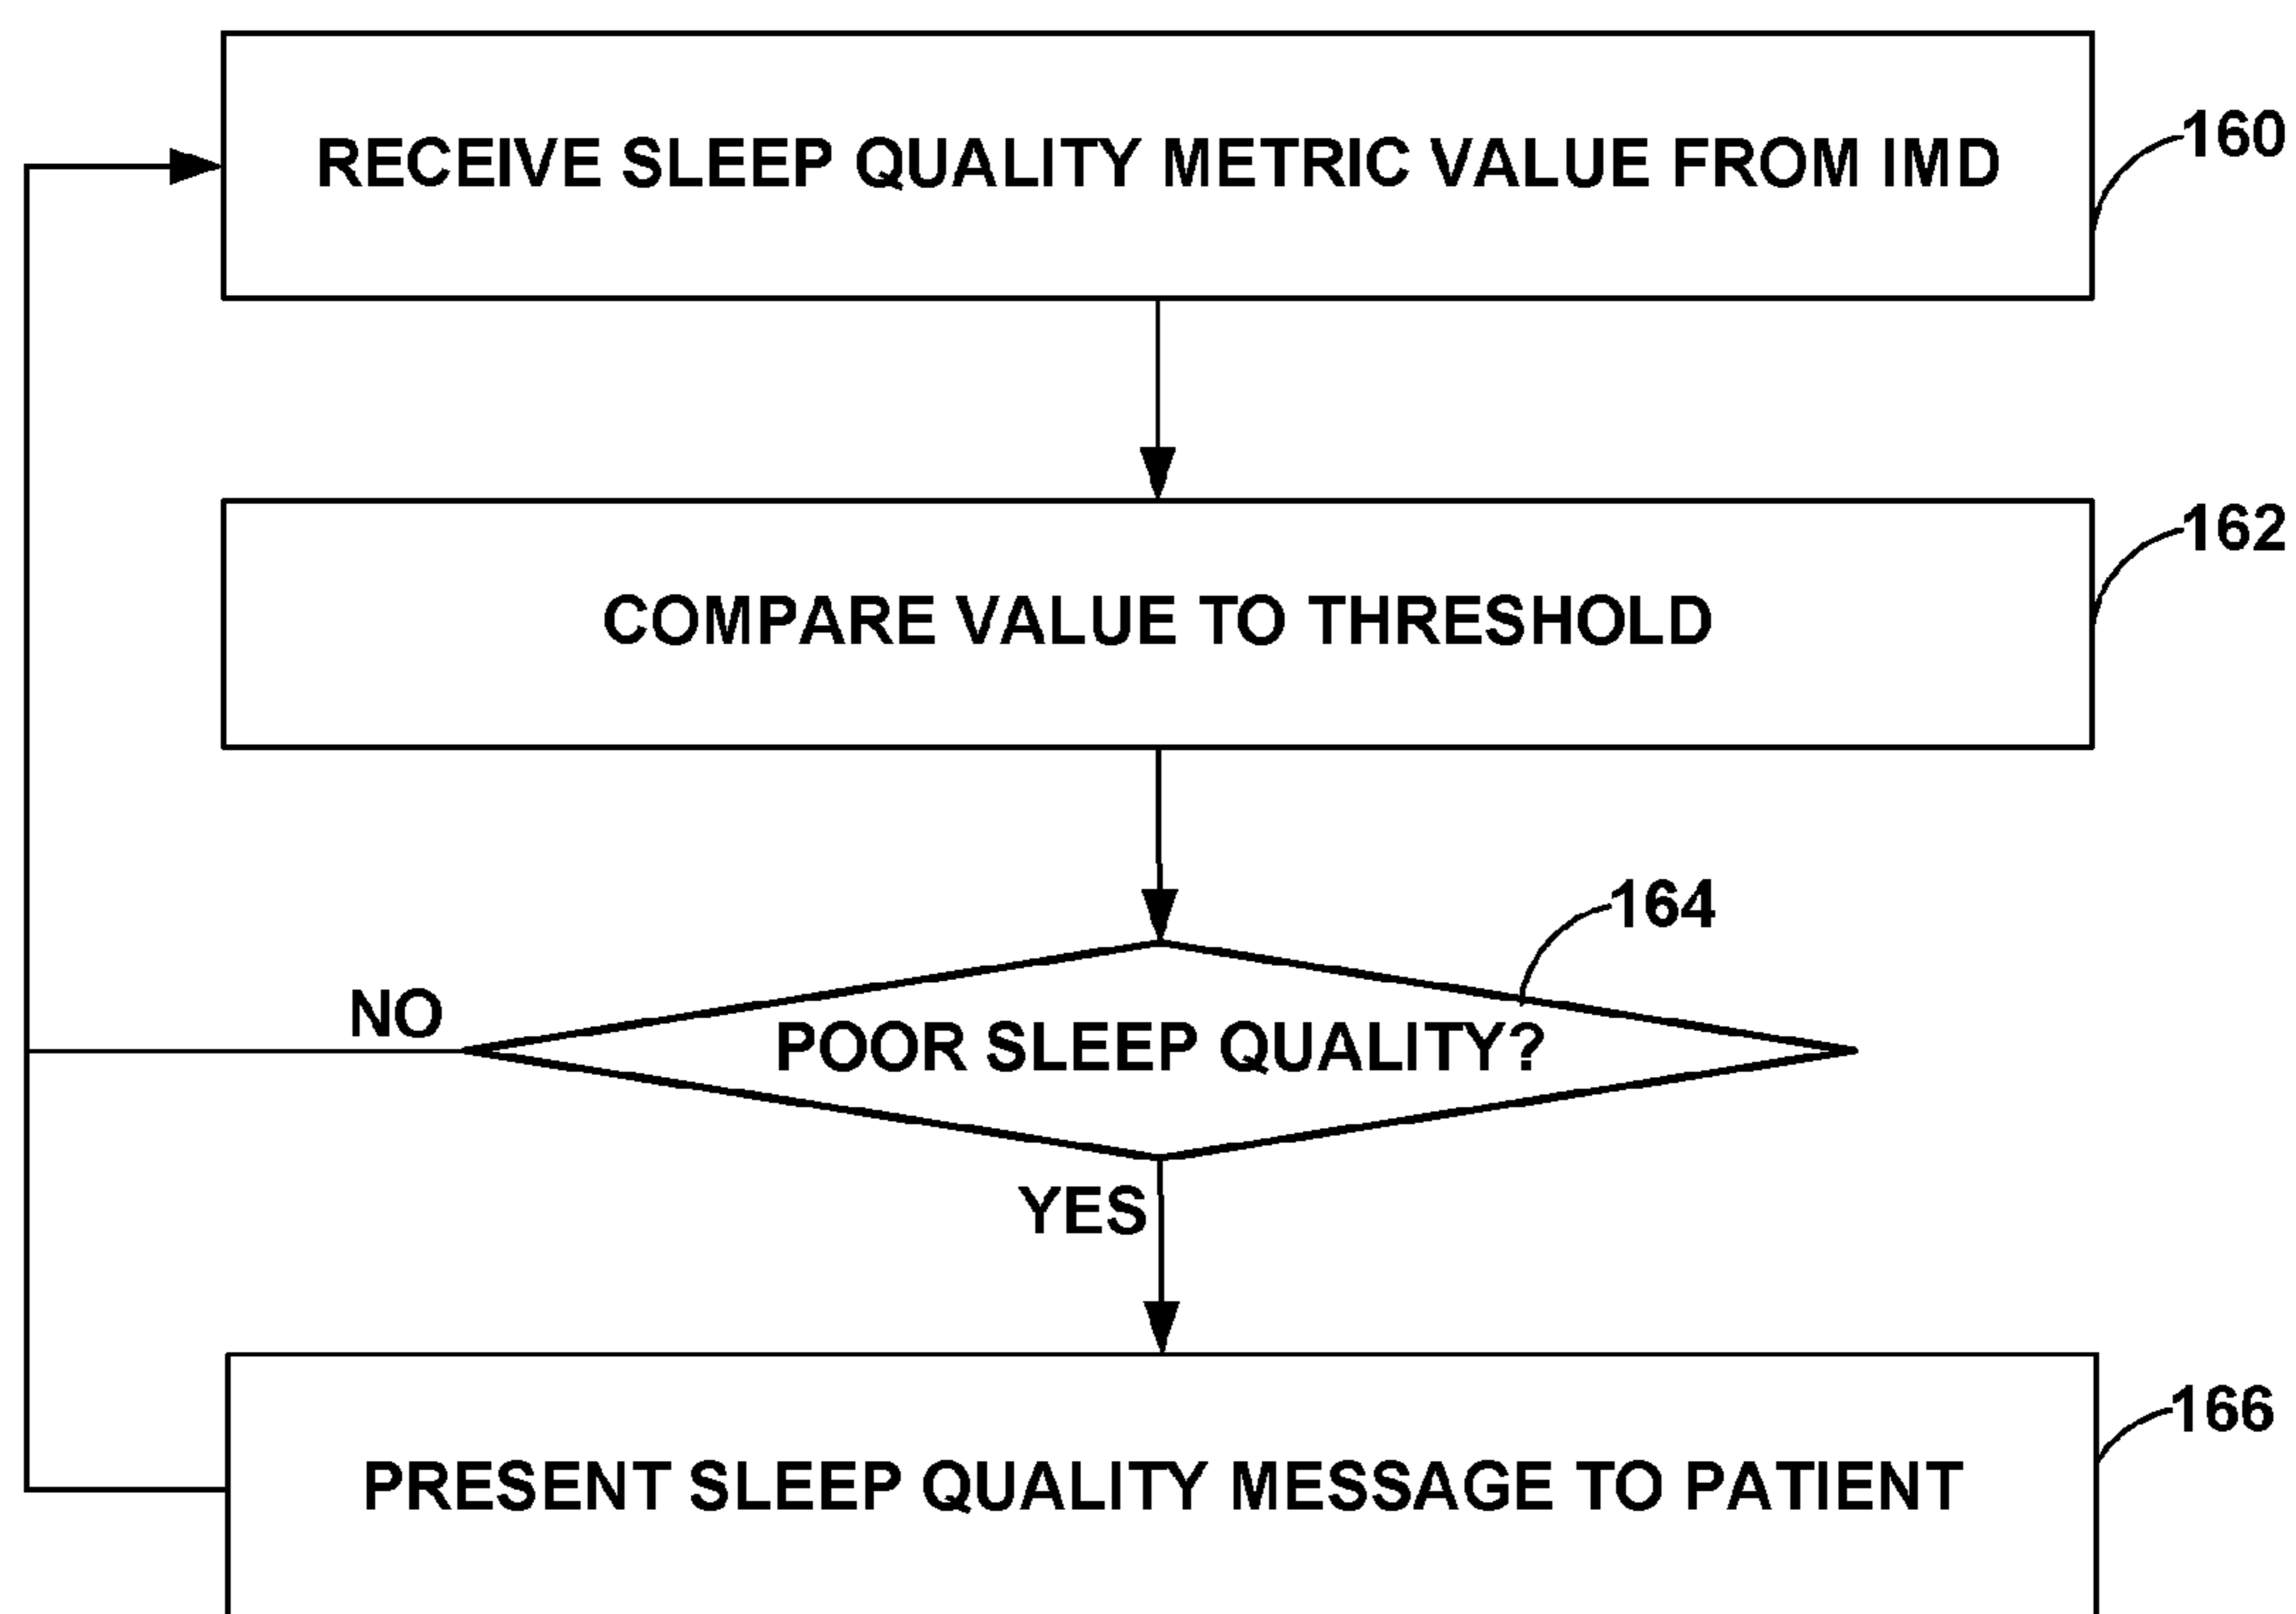 RECEIVE SLEEP QUALITY METRIC VALUE FROM IMD
160
COMPARE VALUE TO THRESHOLD
162
164
POOR SLEEP QUALITY?
NO
YES
PRESENT SLEEP QUALITY MESSAGE TO PATIENT
166